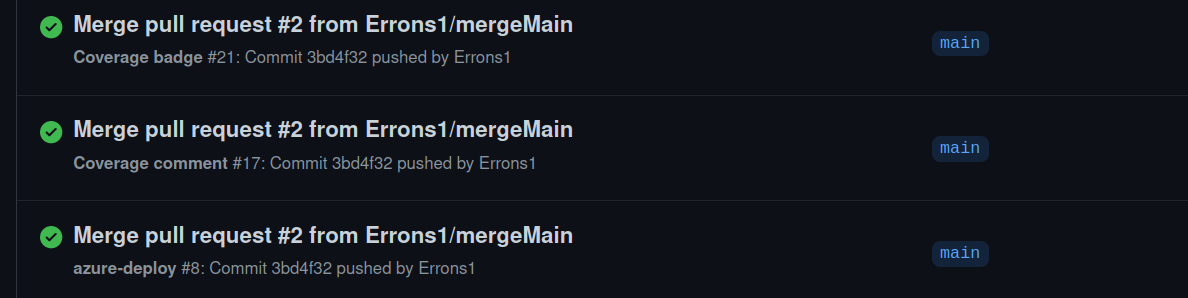 Merge pull request #2 from Errons1/mergeMain
Coverage badge #21: Commit 3bd4f32 pushed by Errons1
main
Merge pull request #2 from Errons1/mergeMain
Coverage comment #17: Commit 3bd4f32 pushed by Errons1
main
Merge pull request #2 from Errons1/mergeMain
azure-deploy #8: Commit 3bd4f32 pushed by Errons1
main